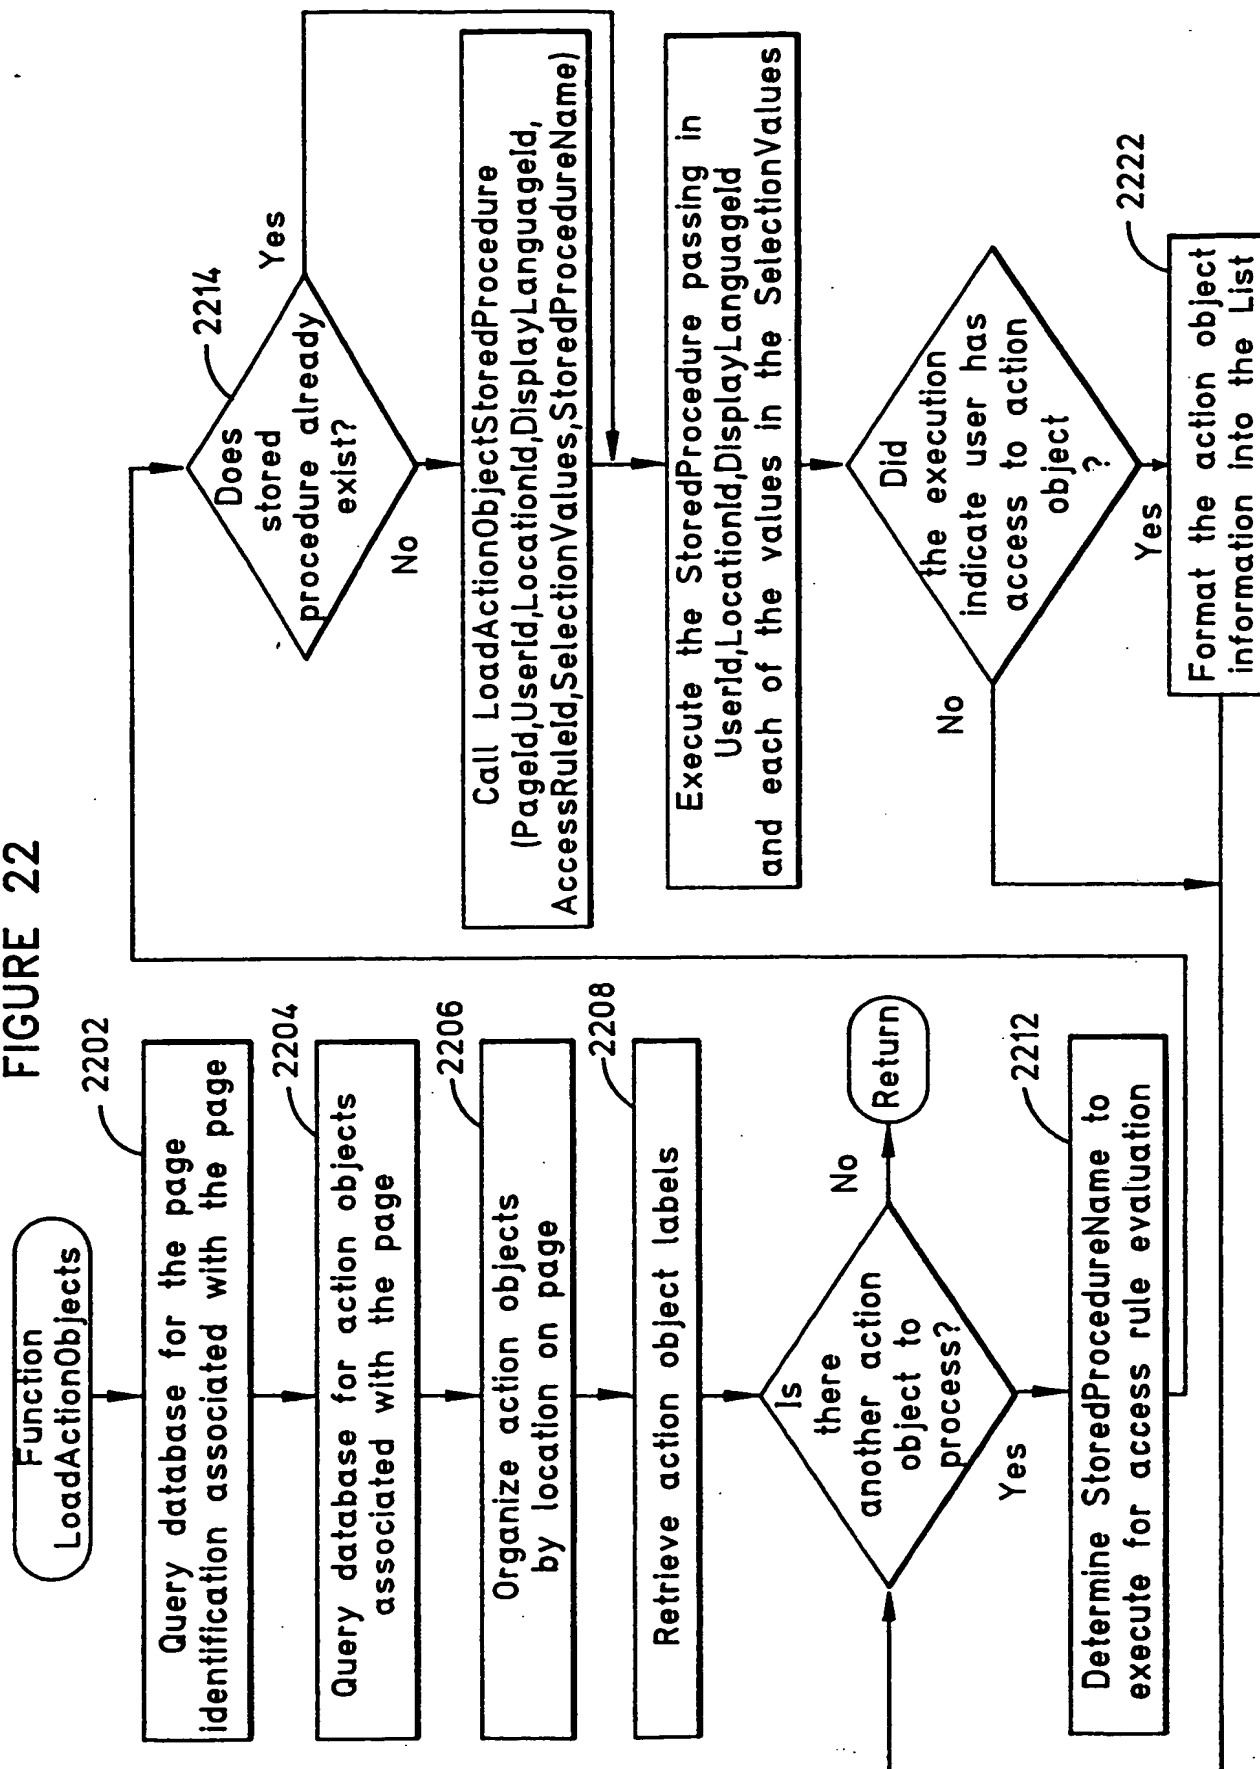 FIGURE 22
Function
LoadActionObjects
2202
Query database for the page
identification associated with the page
2204
Query database for action objects
associated with the page
2206
Organize action objects
by location on page
2208
Retrieve action object labels
Is
there
another action
object to
process?
No
Return
Yes
2212
Determine StoredProcedureName to
execute for access rule evaluation
2214
Does
stored
procedure already
exist?
Yes
No
Call LoadActionObjectStoredProcedure
(PageId,UserId,LocationId,DisplayLanguageId,
AccessRuleId,SelectionValues,StoredProcedureName)
Execute the StoredProcedure passing in
UserId,LocationId,DisplayLanguageId
and each of the values in the SelectionValues
Did
the execution
indicate user has
access to action
object
?
No
Yes
2222
Format the action object
information into the List